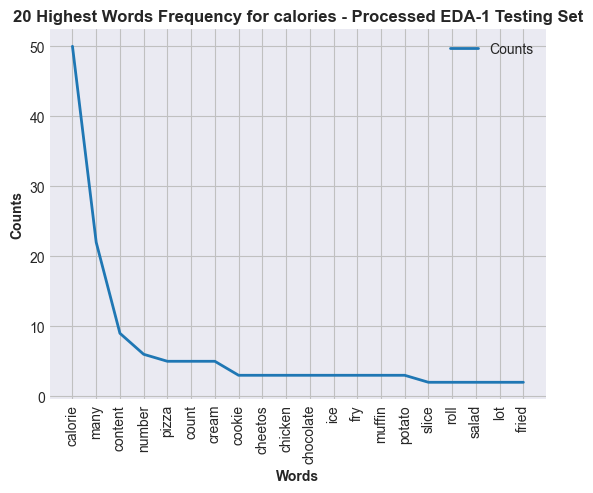 20 Highest Words Frequency for calories - Processed EDA-1 Testing Set
Counts
50
40
30
20
10
0
Counts
calorie
many
content
number
pizza
count
cream
cookie
cheetos
chicken
chocolate
ice
fry
muffin
potato
slice
roll
salad
lot
fried
Words